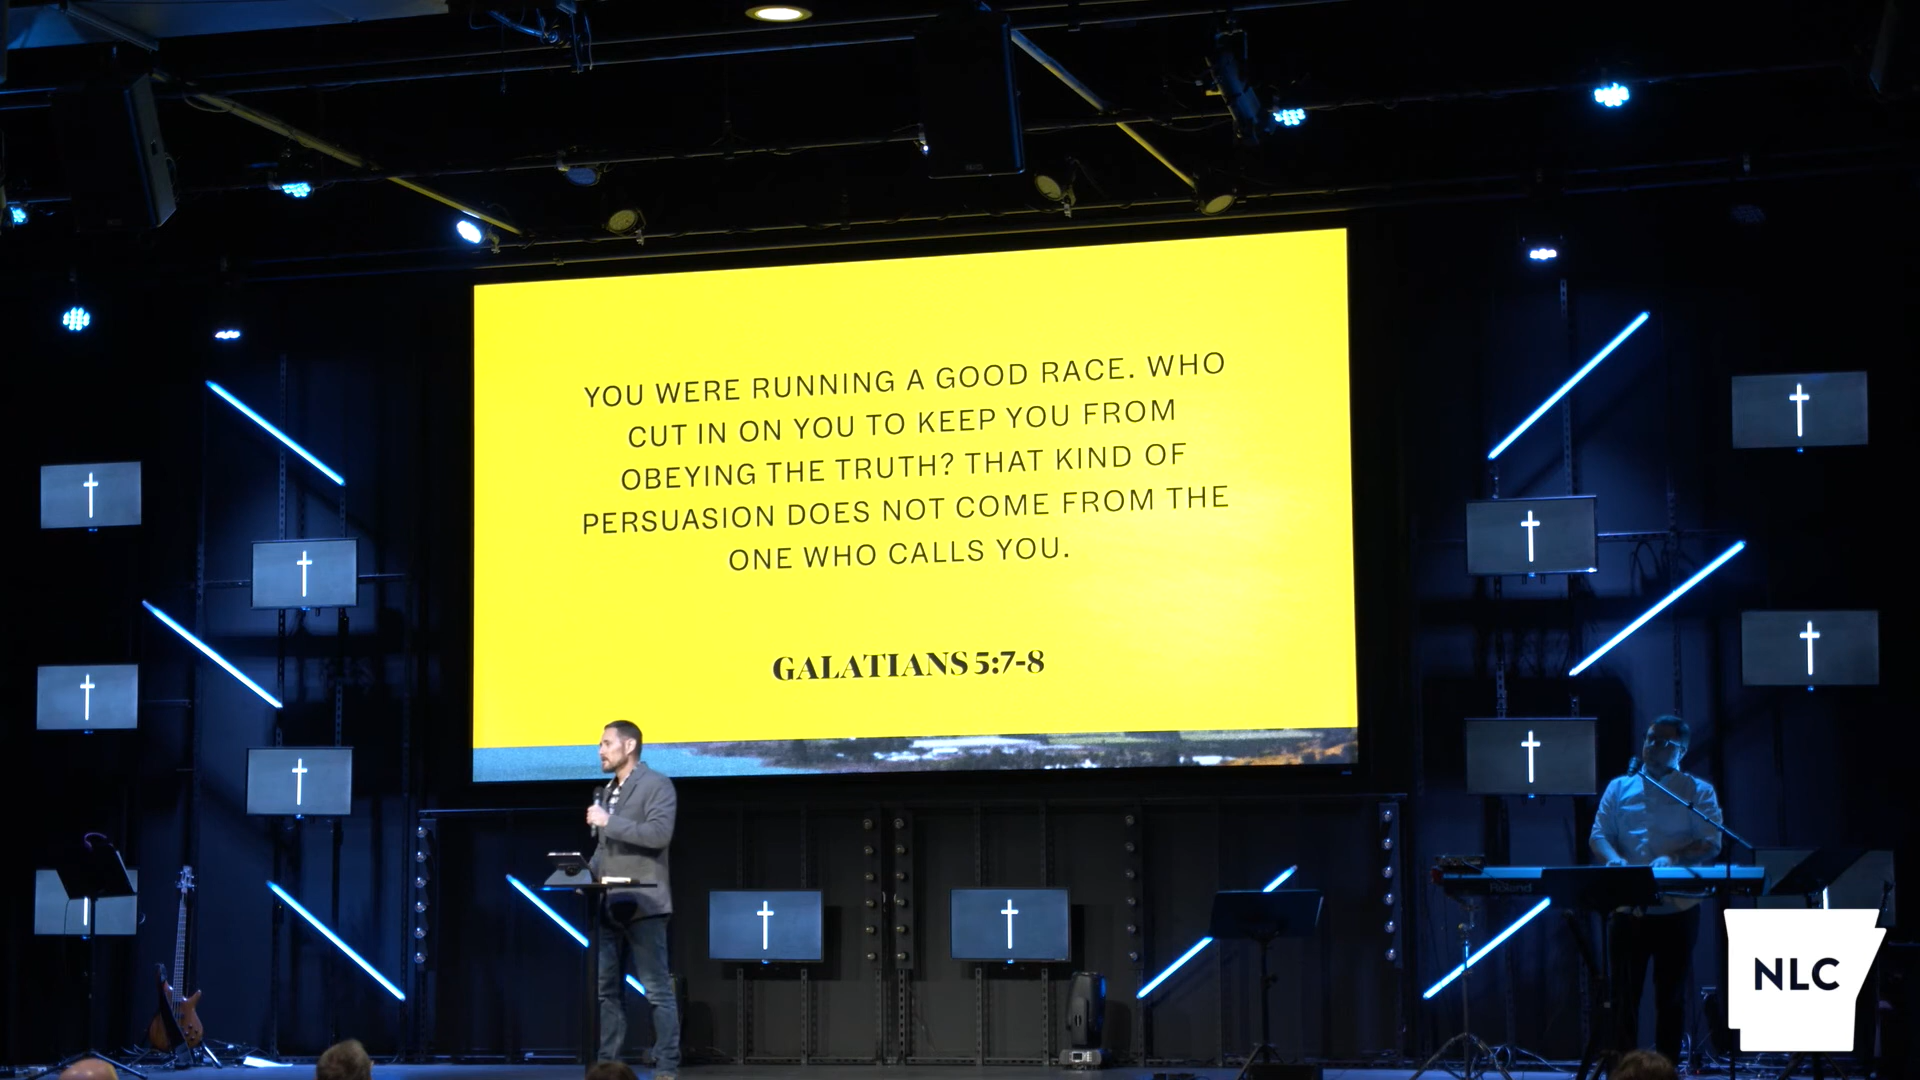 YOU WERE RUNNING A GOOD RACE. WHO
CUT IN ON YOU TO KEEP YOU FROM
OBEYING THE TRUTH? THAT KIND OF
PERSUASION DOES NOT COME FROM THE
ONE WHO CALLS YOU.
GALATIANS 5:7-8
Roland
NLC